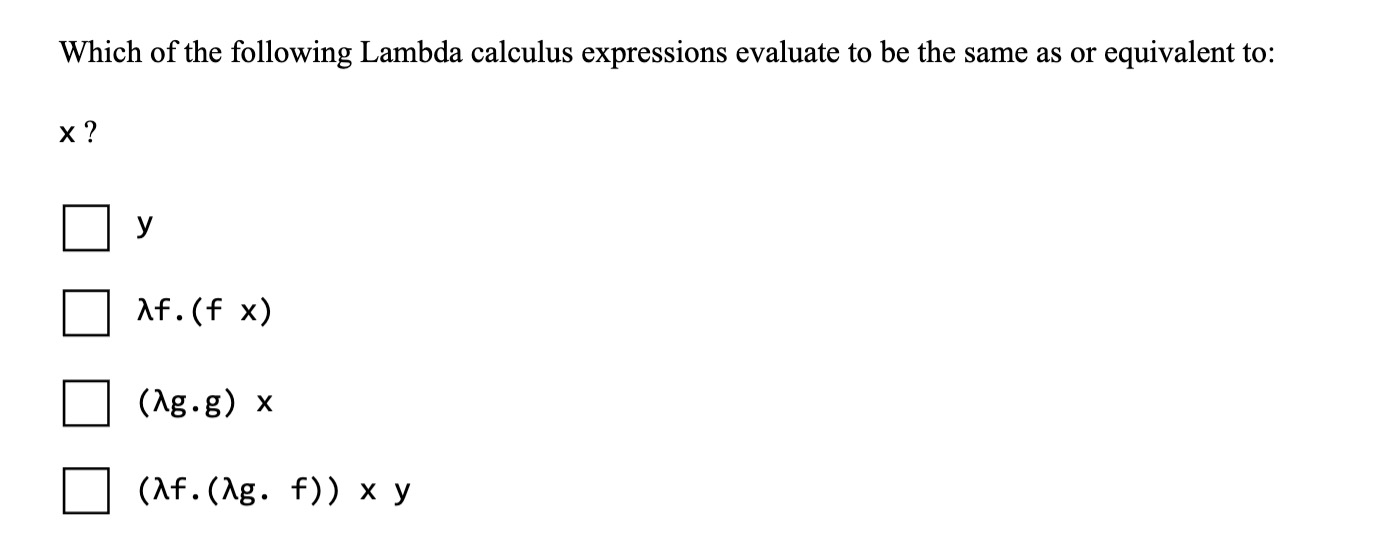 Which of the following Lambda calculus expressions evaluate to be the same as or equivalent to:
x ?
y
λf.(f x)
(λg.g) x
(λf.(λg. f)) x y